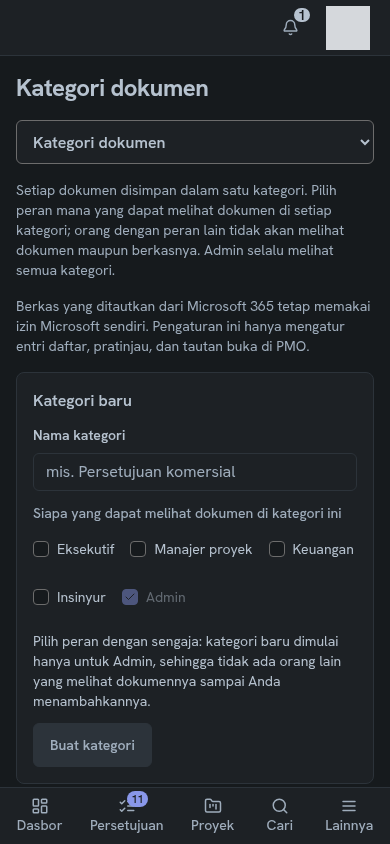 1
Kategori dokumen
Kategori dokumen
Setiap dokumen disimpan dalam satu kategori. Pilih
peran mana yang dapat melihat dokumen di setiap
kategori; orang dengan peran lain tidak akan melihat
dokumen maupun berkasnya. Admin selalu melihat
semua kategori.
Berkas yang ditautkan dari Microsoft 365 tetap memakai
izin Microsoft sendiri. Pengaturan ini hanya mengatur
entri daftar, pratinjau, dan tautan buka di PMO.
Kategori baru
Nama kategori
mis. Persetujuan komersial
Siapa yang dapat melihat dokumen di kategori ini
Eksekutif Manajer proyek Keuangan
Insinyur Admin
Pilih peran dengan sengaja: kategori baru dimulai
hanya untuk Admin, sehingga tidak ada orang lain
yang melihat dokumennya sampai Anda
menambahkannya.
Buat kategori
11
Dasbor Persetujuan Proyek Cari Lainnya